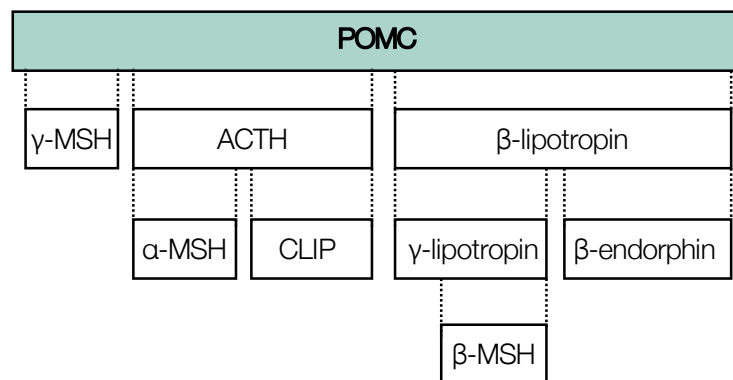 POMC
γ-MSH ACTH β-lipotropin
α-MSH CLIP γ-lipotropin β-endorphin
β-MSH